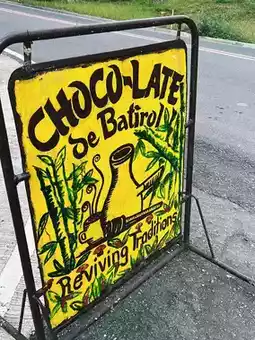 CHOCO-LATE
de Batirol
Reviving Traditions